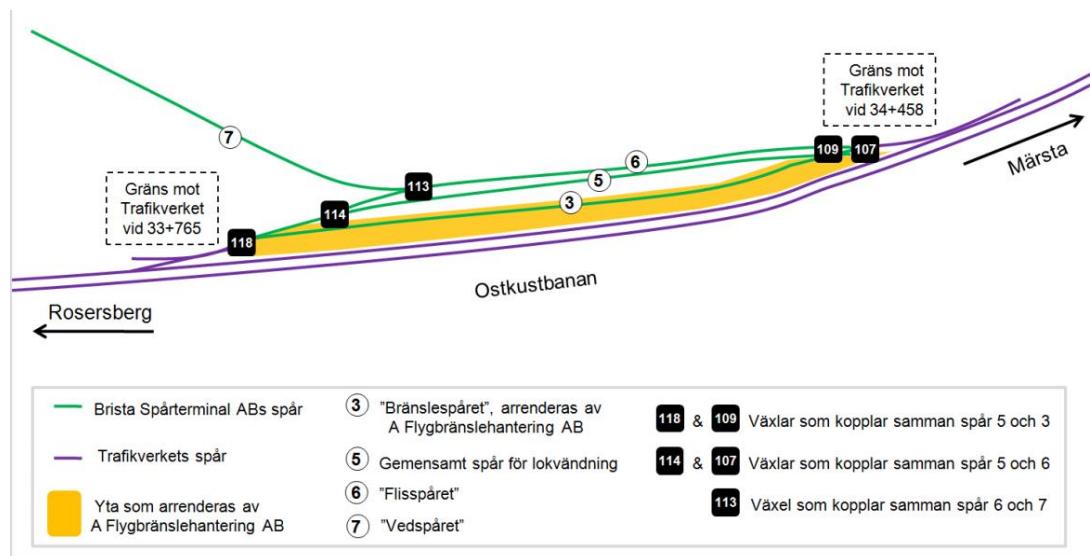 Gräns mot
Trafikverket
vid 34+458
109
107
Märsta
7
6
113
5
114
3
Gräns mot
Trafikverket
vid 33+765
118
Ostkustbanan
Rosersberg
Brista Spårterminal ABs spår
Trafikverkets spår
Yta som arrenderas av
A Flygbränslehantering AB
3 "Bränslespåret", arrenderas av
A Flygbränslehantering AB
5 Gemensamt spår för lokvändning
6 "Flisspåret"
7 "Vedspåret"
118 & 109 Växlar som kopplar samman spår 5 och 3
114 & 107 Växlar som kopplar samman spår 5 och 6
113 Växel som kopplar samman spår 6 och 7